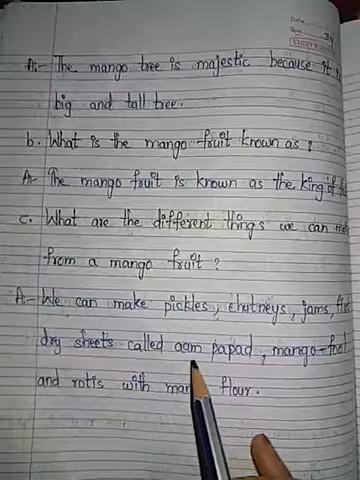 Date
34
A:- The mango tree is majestic because it
big and tall tree.
b. What is the mango fruit known as?
A- The mango fruit is known as the king of
c. What are the different things we can
from a mango fruit?
A:- We can make pickles, chutneys, jams,
dry sheets called aam papad, mango-
and rotis with flour.